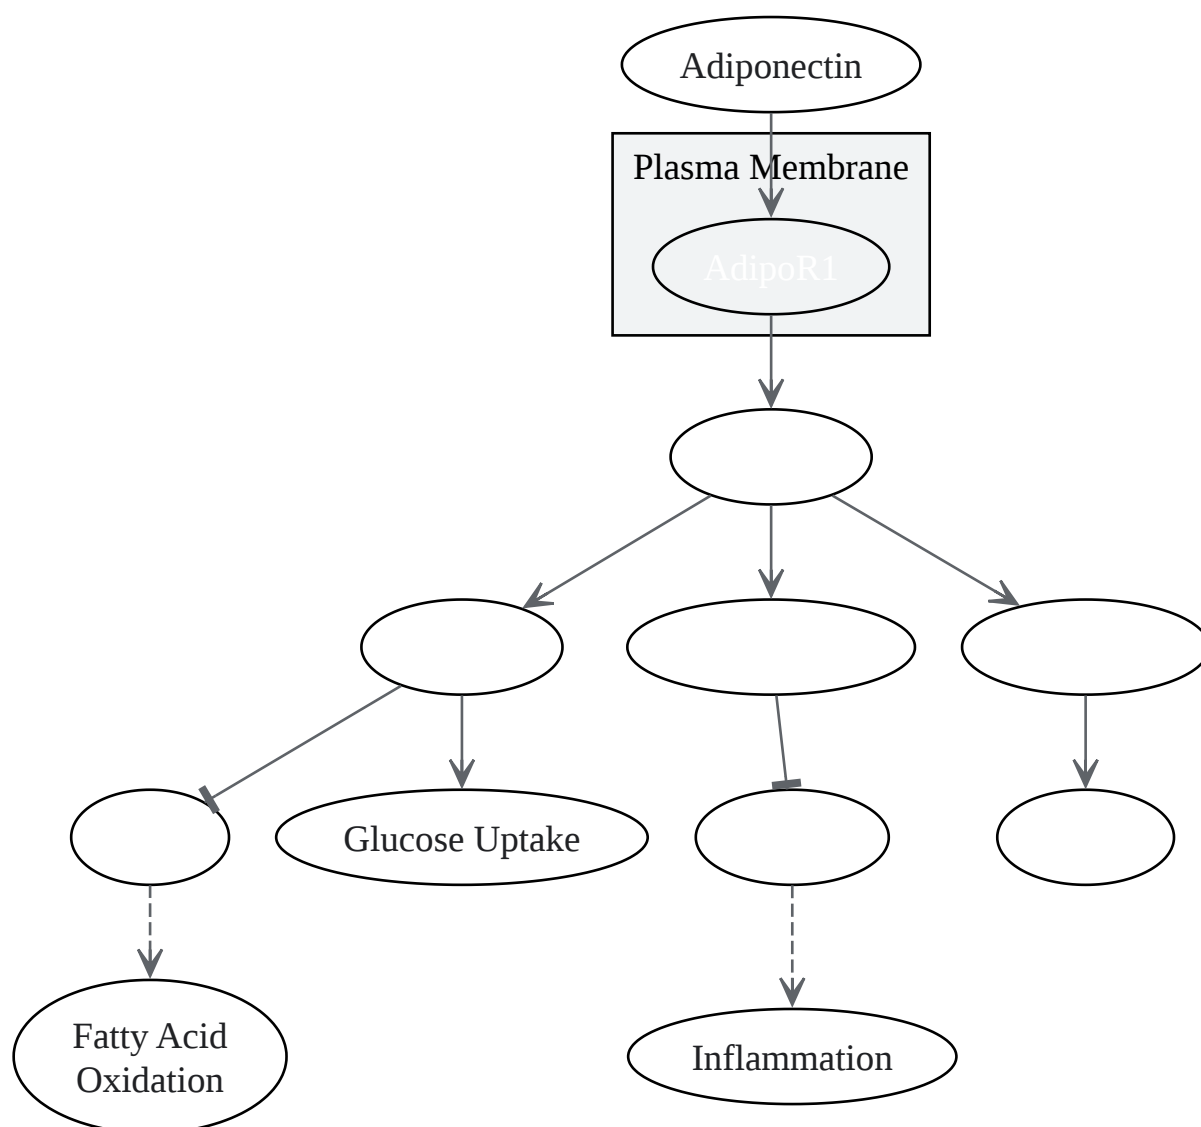 Adiponectin
Plasma Membrane
AdipoR1
Glucose Uptake
Fatty Acid
Oxidation
Inflammation